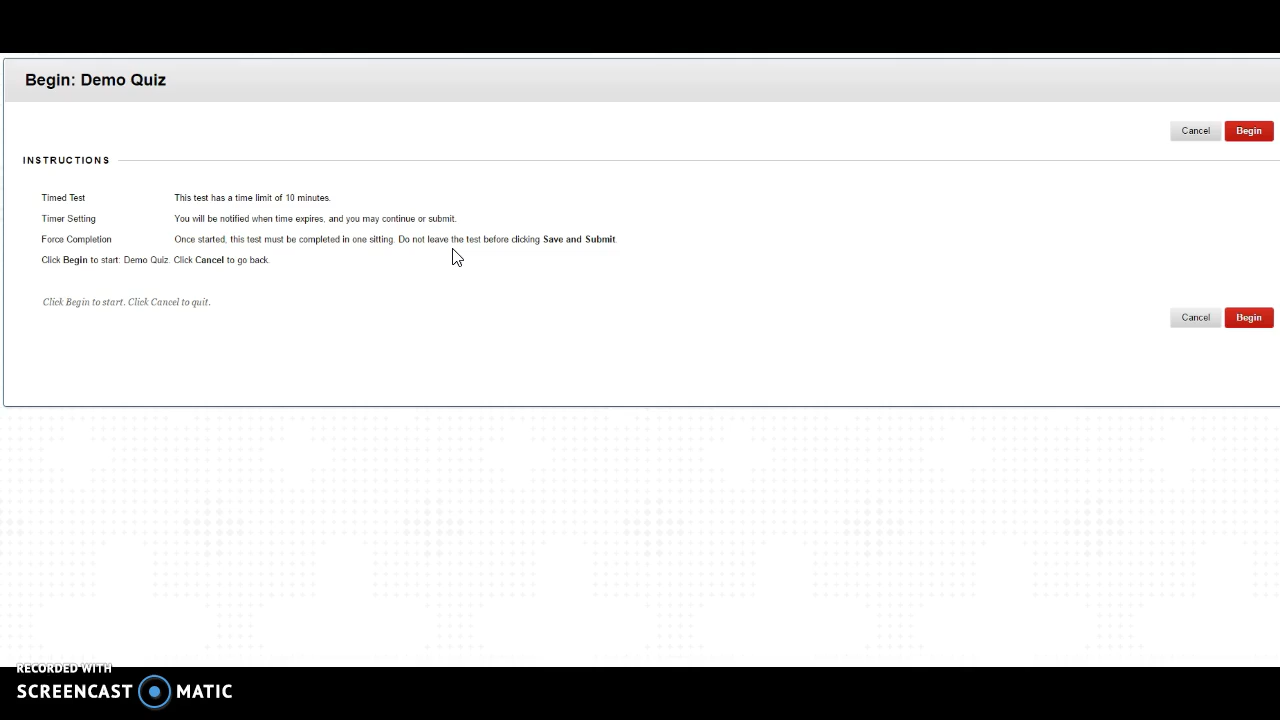 Begin: Demo Quiz
Cancel Begin
INSTRUCTIONS
Timed Test This test has a time limit of 10 minutes.
Timer Setting You will be notified when time expires, and you may continue or submit.
Force Completion Once started, this test must be completed in one sitting. Do not leave the test before clicking Save and Submit.
Click Begin to start: Demo Quiz. Click Cancel to go back.
Click Begin to start. Click Cancel to quit.
Cancel Begin
RECORDED WITH
SCREENCAST MATIC